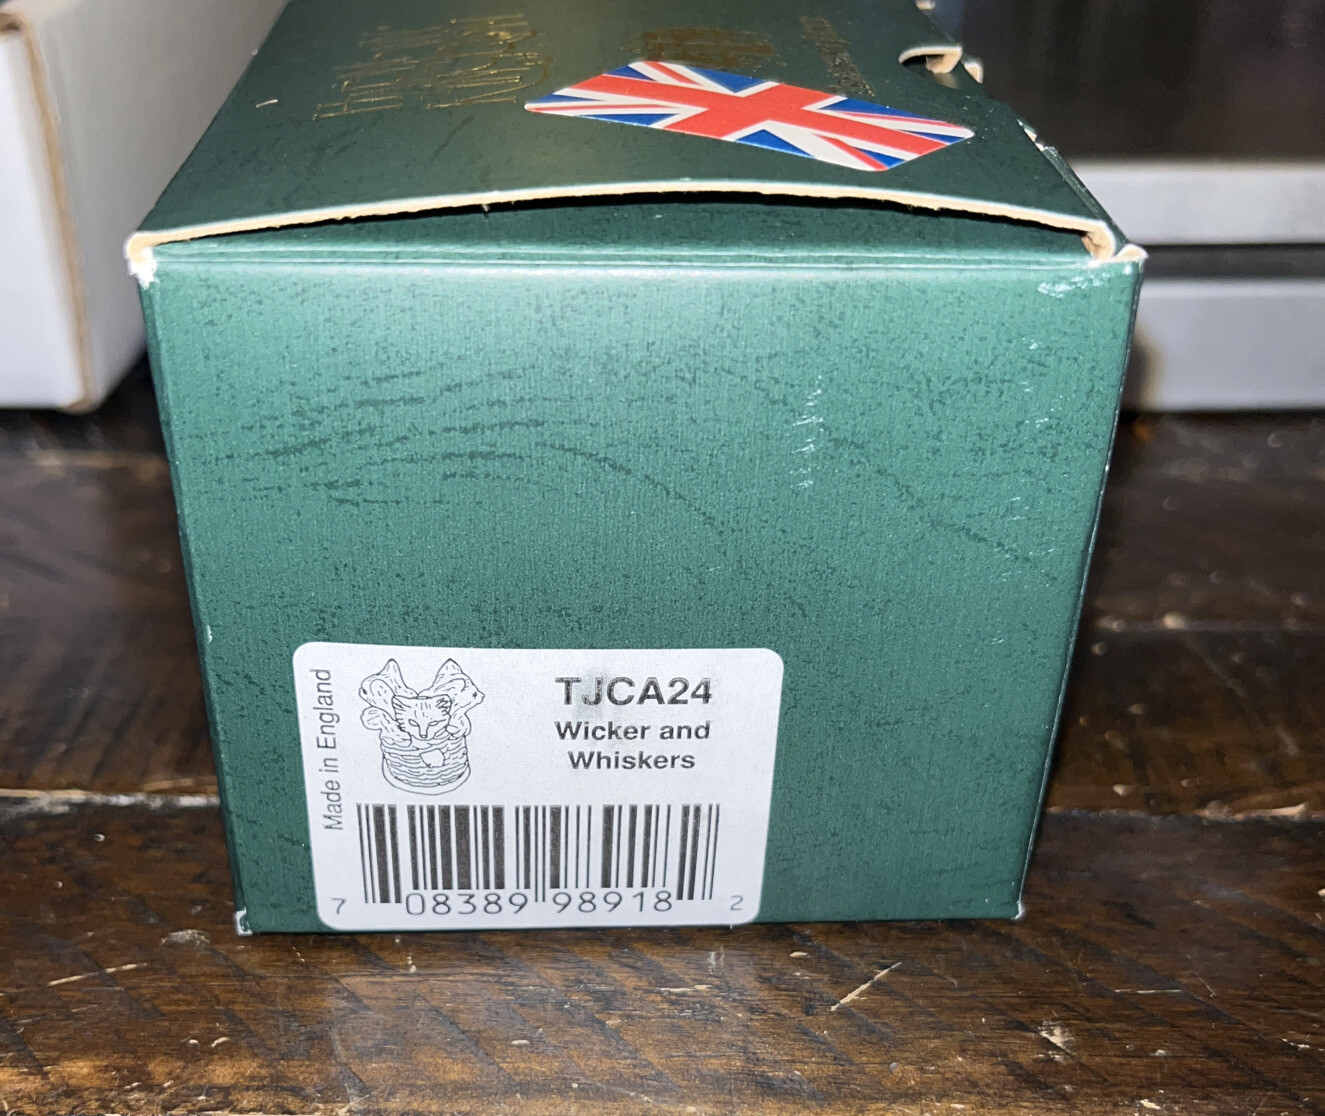 Made in England
TJCA24
Wicker and
Whiskers
7 08389 98918 2